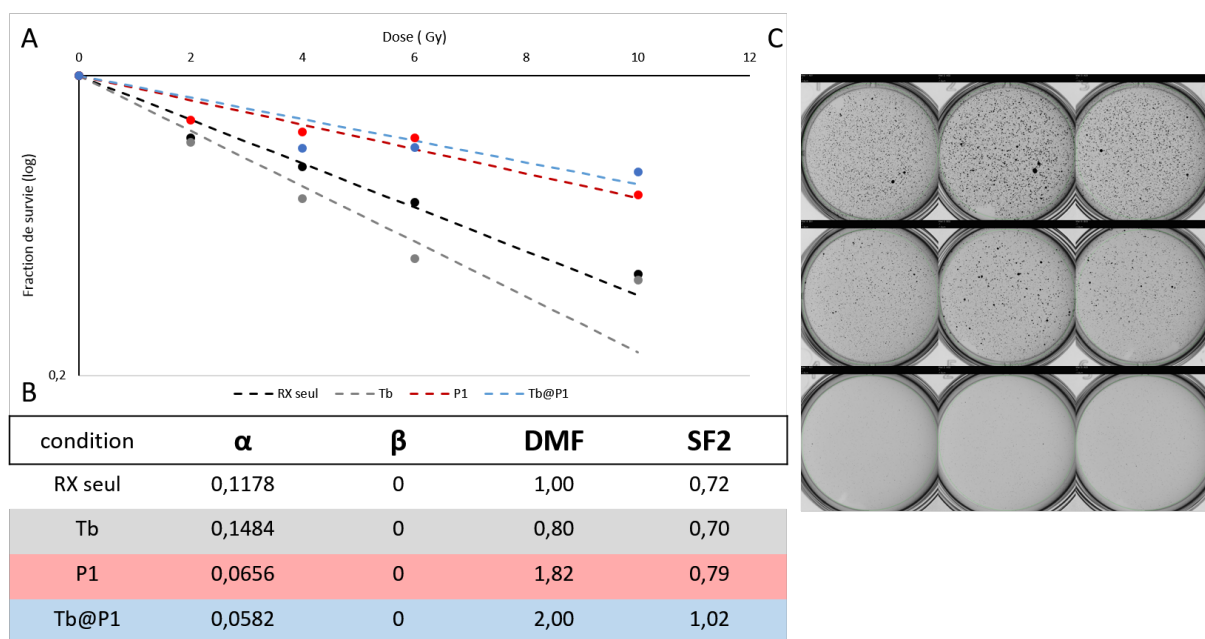 A
Dose ( Gy)
C
0 2 4 6 8 10 12
Fraction de survie (log)
0,2
RX seul Tb P1 Tb@P1
B
condition α β DMF SF2
RX seul 0,1178 0 1,00 0,72
Tb 0,1484 0 0,80 0,70
P1 0,0656 0 1,82 0,79
Tb@P1 0,0582 0 2,00 1,02